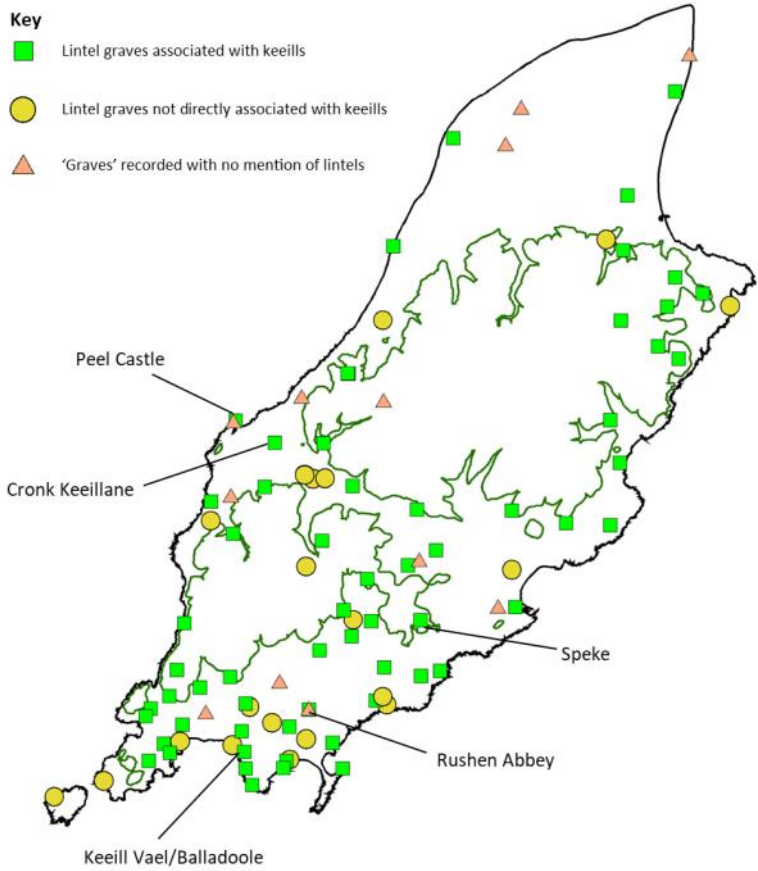 Key
Lintel graves associated with keeills
Lintel graves not directly associated with keeills
'Graves' recorded with no mention of lintels
Peel Castle
Cronk Keeillane
Speke
Rushen Abbey
Keeill Vael/Balladoole